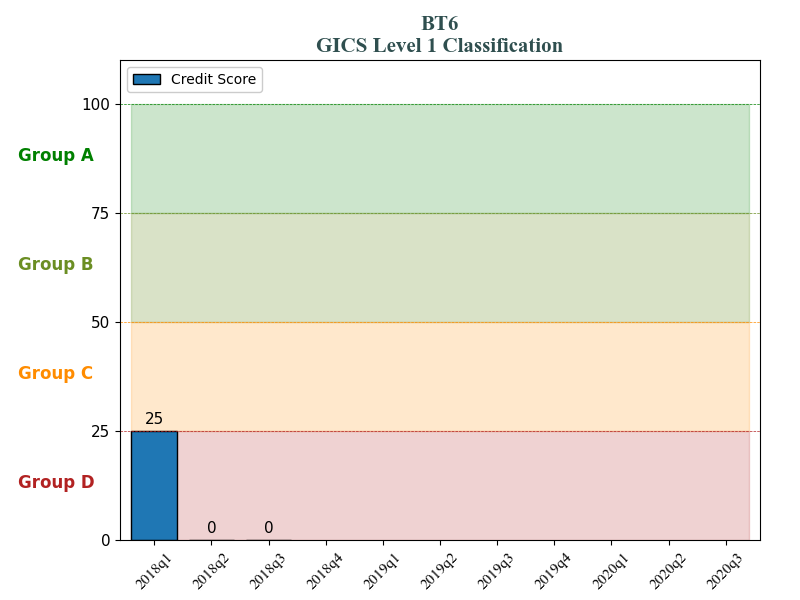 BT6
GICS Level 1 Classification
Credit Score
100
Group A
75
Group B
50
Group C
25
25
Group D
0
0
0
2018q1
2018q2
2018q3
2018q4
2019q1
2019q2
2019q3
2019q4
2020q1
2020q2
2020q3